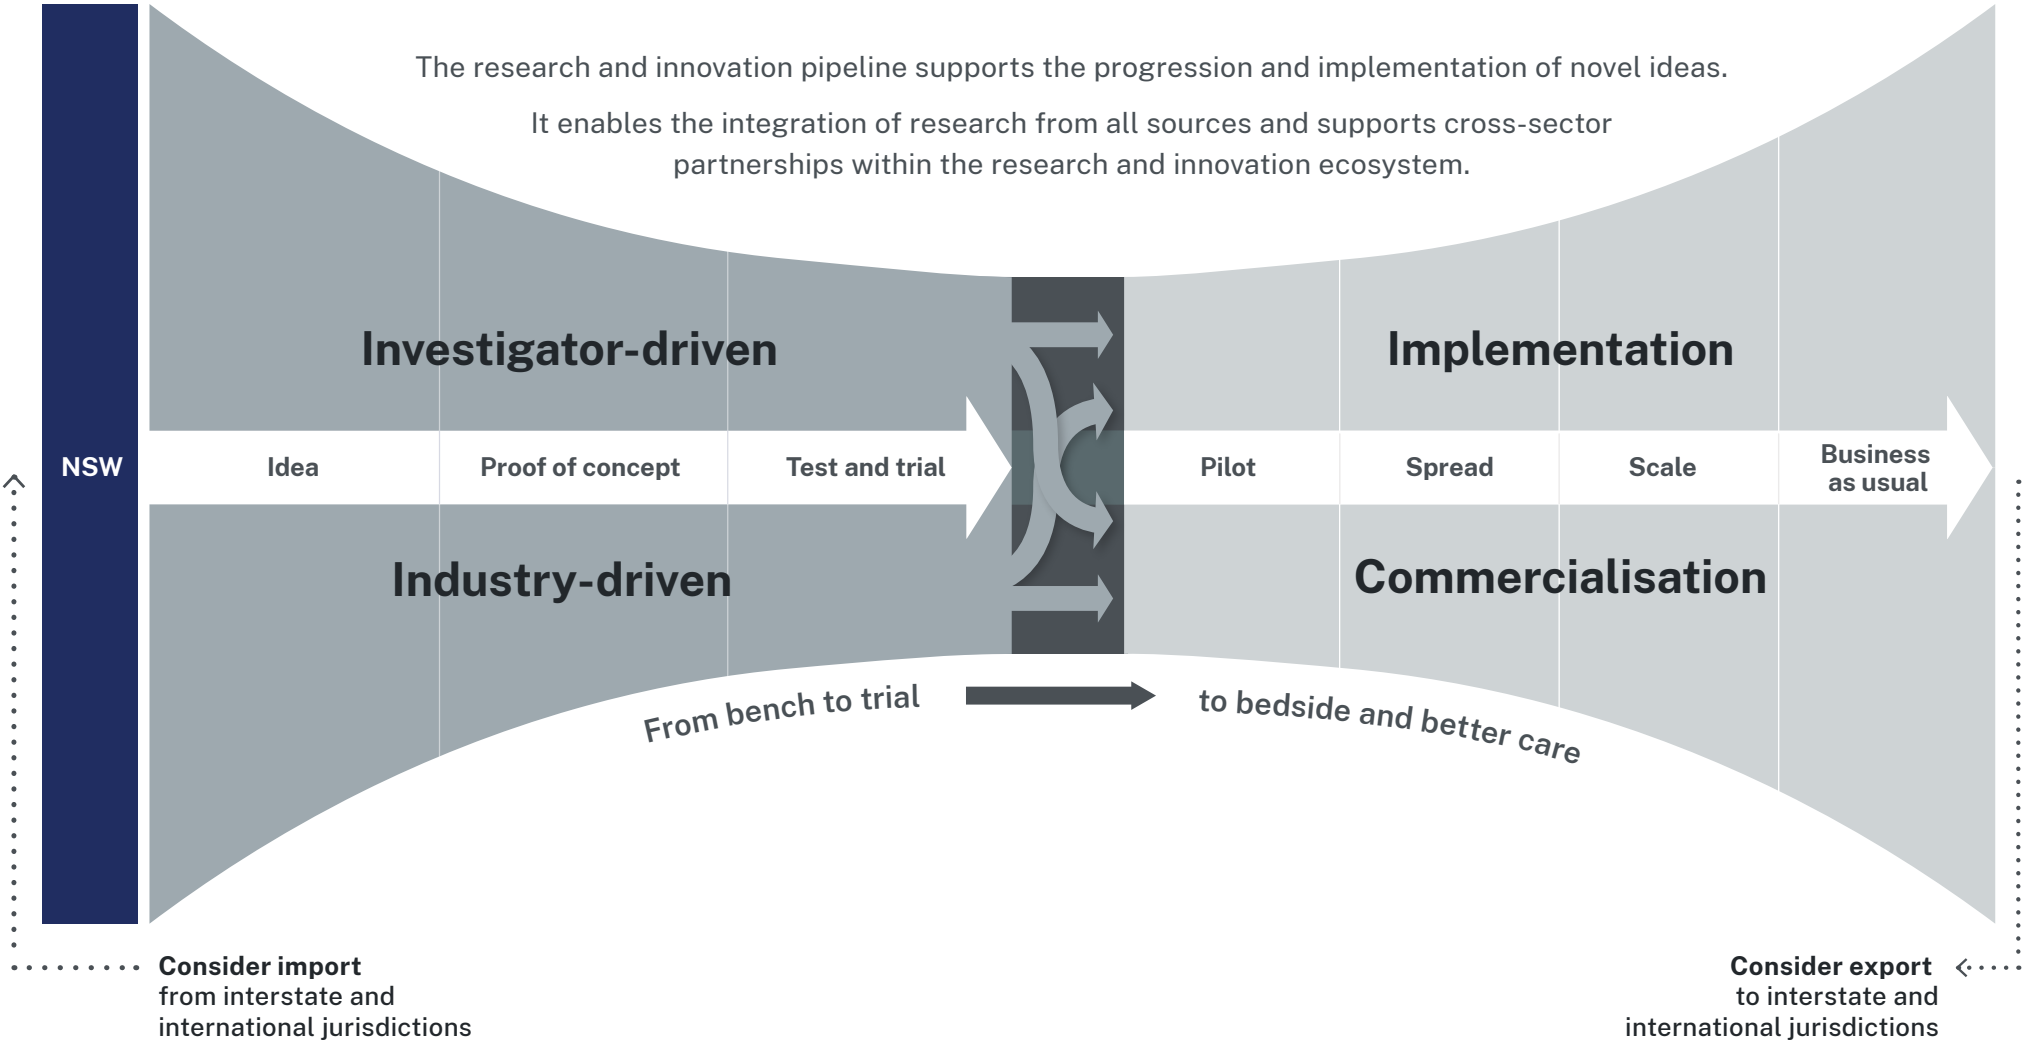 The research and innovation pipeline supports the progression and implementation of novel ideas.
It enables the integration of research from all sources and supports cross-sector
partnerships within the research and innovation ecosystem.
Investigator-driven
Implementation
NSW
Idea
Proof of concept
Test and trial
Pilot
Spread
Scale
Business
as usual
Industry-driven
Commercialisation
From bench to trial
to bedside and better care
Consider import
from interstate and
international jurisdictions
Consider export
to interstate and
international jurisdictions